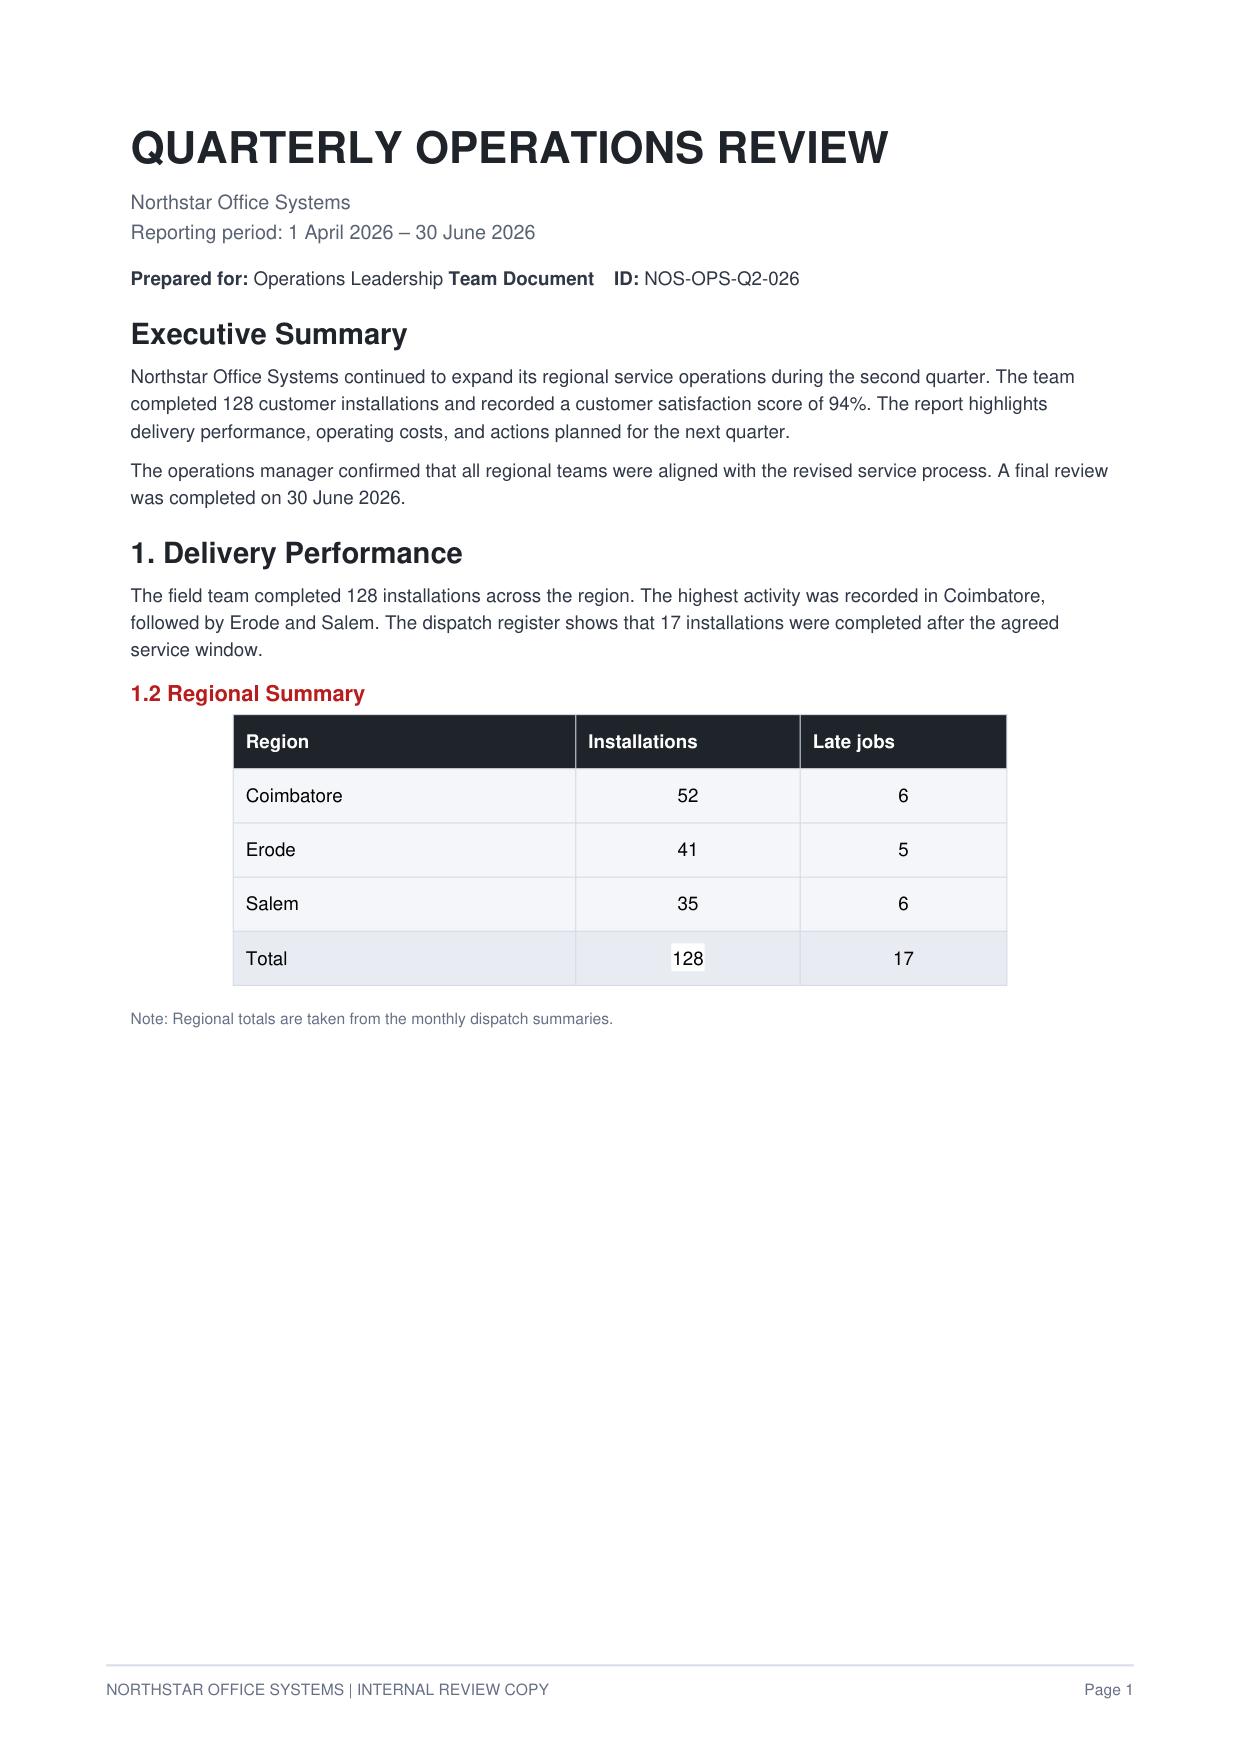 QUARTERLY OPERATIONS REVIEW
Northstar Office Systems
Reporting period: 1 April 2026 – 30 June 2026
Prepared for: Operations Leadership Team Document ID: NOS-OPS-Q2-026
Executive Summary
Northstar Office Systems continued to expand its regional service operations during the second quarter. The team
completed 128 customer installations and recorded a customer satisfaction score of 94%. The report highlights
delivery performance, operating costs, and actions planned for the next quarter.
The operations manager confirmed that all regional teams were aligned with the revised service process. A final review
was completed on 30 June 2026.
1. Delivery Performance
The field team completed 128 installations across the region. The highest activity was recorded in Coimbatore,
followed by Erode and Salem. The dispatch register shows that 17 installations were completed after the agreed
service window.
1.2 Regional Summary
Region Installations Late jobs
Coimbatore 52 6
Erode 41 5
Salem 35 6
Total 128 17
Note: Regional totals are taken from the monthly dispatch summaries.
NORTHSTAR OFFICE SYSTEMS | INTERNAL REVIEW COPY Page 1